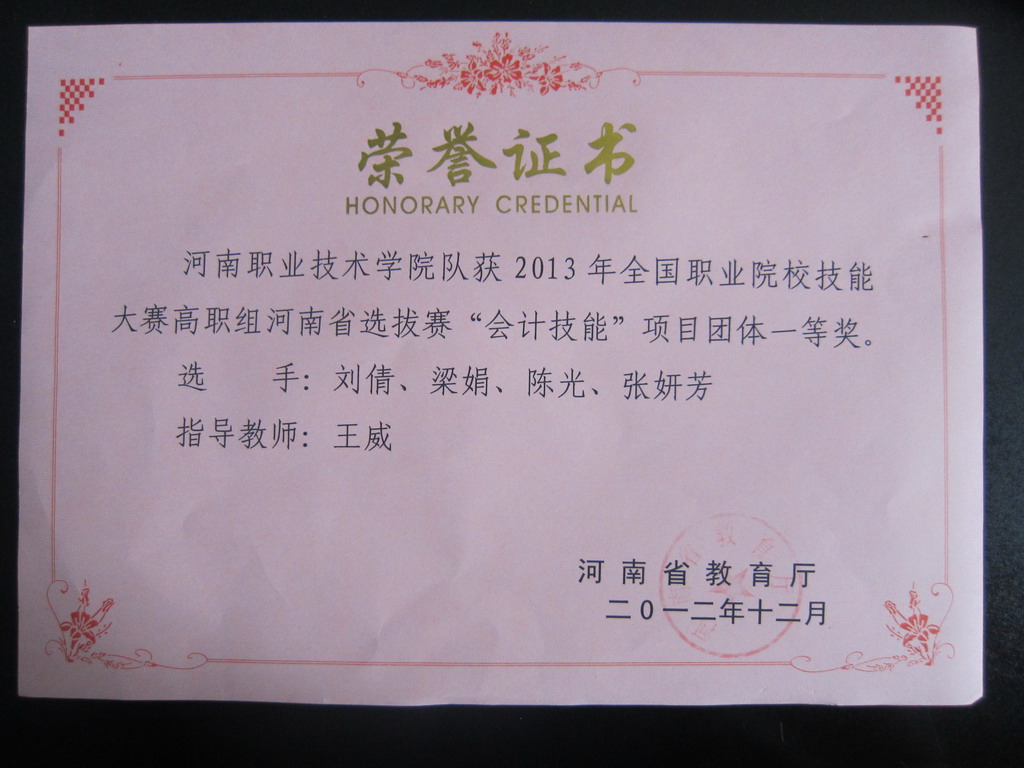 荣誉证书
HONORARY CREDENTIAL
河南职业技术学院队获 2013 年全国职业院校技能
大赛高职组河南省选拔赛“会计技能”项目团体一等奖。
选 手：刘倩、梁娟、陈光、张妍芳
指导教师：王威
河南省教育厅
二0一二年十二月